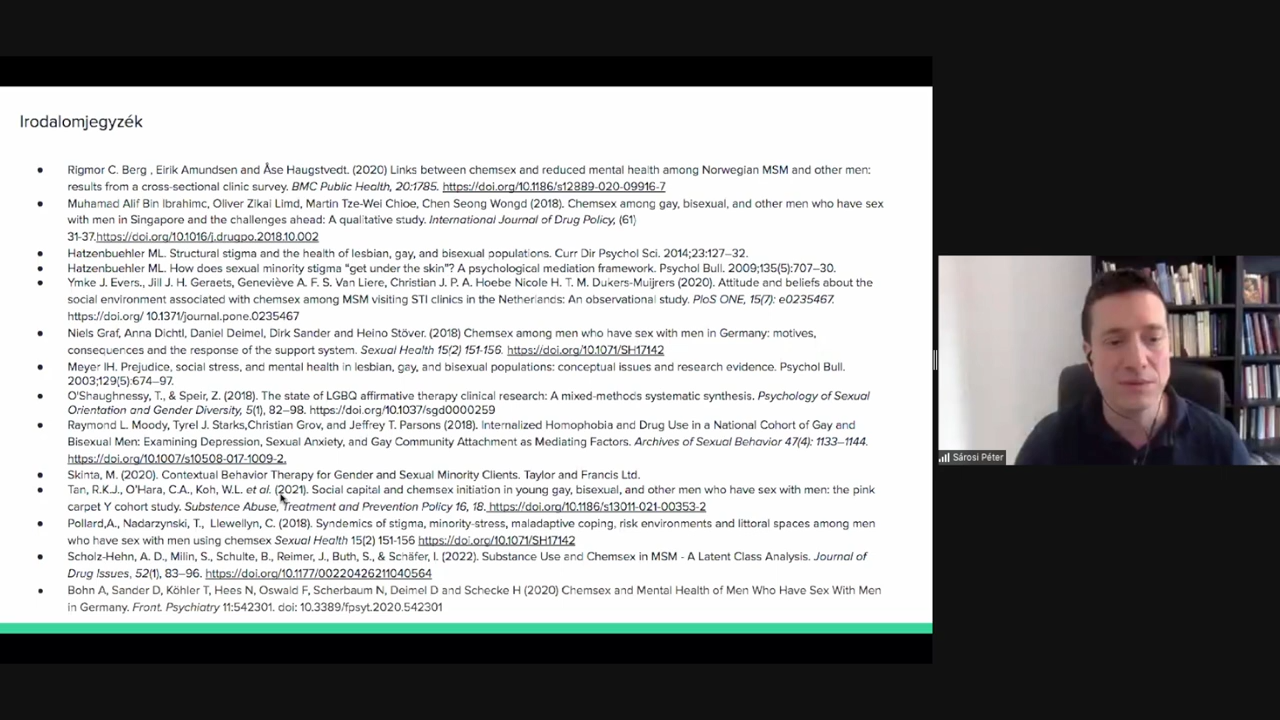 Irodalomjegyzék
● Rigmor C. Berg , Eirik Amundsen and Åse Haugstvedt. (2020) Links between chemsex and reduced mental health among Norwegian MSM and other men:
results from a cross-sectional clinic survey. BMC Public Health, 20:1785. https://doi.org/10.1186/s12889-020-09916-7
● Muhamad Alif Bin Ibrahimc, Oliver Zikai Limd, Martin Tze-Wei Chioe, Chen Seong Wongd (2018). Chemsex among gay, bisexual, and other men who have sex
with men in Singapore and the challenges ahead: A qualitative study. International Journal of Drug Policy, (61)
31-37.https://doi.org/10.1016/j.drugpo.2018.10.002
● Hatzenbuehler ML. Structural stigma and the health of lesbian, gay, and bisexual populations. Curr Dir Psychol Sci. 2014;23:127–32.
● Hatzenbuehler ML. How does sexual minority stigma “get under the skin”? A psychological mediation framework. Psychol Bull. 2009;135(5):707–30.
● Ymke J. Evers., Jill J. H. Geraets, Geneviève A. F. S. Van Liere, Christian J. P. A. Hoebe Nicole H. T. M. Dukers-Muijrers (2020). Attitude and beliefs about the
social environment associated with chemsex among MSM visiting STI clinics in the Netherlands: An observational study. PloS ONE, 15(7): e0235467.
https://doi.org/ 10.1371/journal.pone.0235467
● Niels Graf, Anna Dichtl, Daniel Deimel, Dirk Sander and Heino Stöver. (2018) Chemsex among men who have sex with men in Germany: motives,
consequences and the response of the support system. Sexual Health 15(2) 151-156. https://doi.org/10.1071/SH17142
● Meyer IH. Prejudice, social stress, and mental health in lesbian, gay, and bisexual populations: conceptual issues and research evidence. Psychol Bull.
2003;129(5):674–97.
● O’Shaughnessy, T., & Speir, Z. (2018). The state of LGBQ affirmative therapy clinical research: A mixed-methods systematic synthesis. Psychology of Sexual
Orientation and Gender Diversity, 5(1), 82–98. https://doi.org/10.1037/sgd0000259
● Raymond L. Moody, Tyrel J. Starks,Christian Grov, and Jeffrey T. Parsons (2018). Internalized Homophobia and Drug Use in a National Cohort of Gay and
Bisexual Men: Examining Depression, Sexual Anxiety, and Gay Community Attachment as Mediating Factors. Archives of Sexual Behavior 47(4): 1133–1144.
https://doi.org/10.1007/s10508-017-1009-2.
● Skinta, M. (2020). Contextual Behavior Therapy for Gender and Sexual Minority Clients. Taylor and Francis Ltd.
● Tan, R.K.J., O’Hara, C.A., Koh, W.L. et al. (2021). Social capital and chemsex initiation in young gay, bisexual, and other men who have sex with men: the pink
carpet Y cohort study. Substence Abuse, Treatment and Prevention Policy 16, 18. https://doi.org/10.1186/s13011-021-00353-2
● Pollard,A., Nadarzynski, T., Llewellyn, C. (2018). Syndemics of stigma, minority-stress, maladaptive coping, risk environments and littoral spaces among men
who have sex with men using chemsex Sexual Health 15(2) 151-156 https://doi.org/10.1071/SH17142
● Scholz-Hehn, A. D., Milin, S., Schulte, B., Reimer, J., Buth, S., & Schäfer, I. (2022). Substance Use and Chemsex in MSM - A Latent Class Analysis. Journal of
Drug Issues, 52(1), 83–96. https://doi.org/10.1177/00220426211040564
● Bohn A, Sander D, Köhler T, Hees N, Oswald F, Scherbaum N, Deimel D and Schecke H (2020) Chemsex and Mental Health of Men Who Have Sex With Men
in Germany. Front. Psychiatry 11:542301. doi: 10.3389/fpsyt.2020.542301
Sárosi Péter